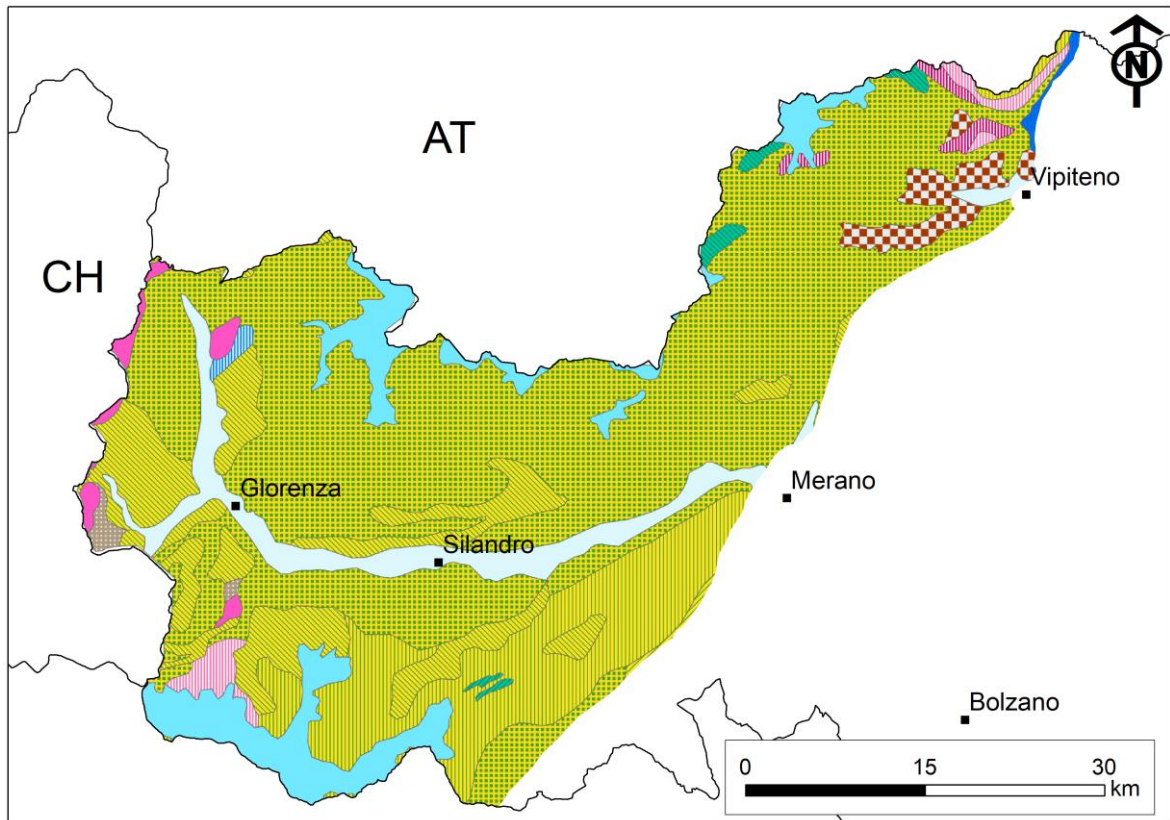 N
AT
Vipiteno
CH
Glorenza
Merano
Silandro
Bolzano
0 15 30
km